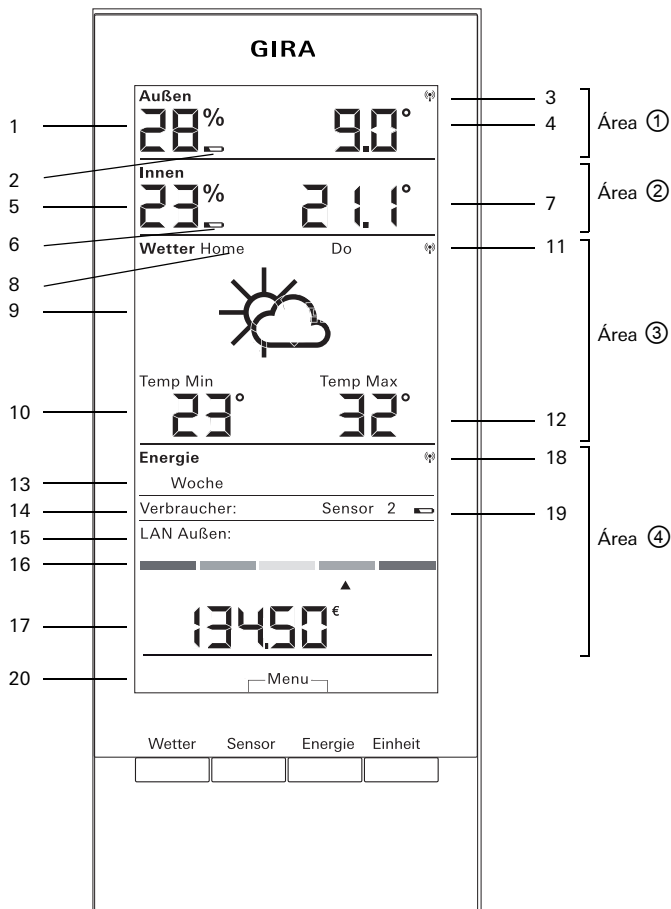 GIRA
Außen
28% 9.0°
Innen
23% 21.1°
Wetter Home Do
Temp Min Temp Max
23° 32°
Energie
Woche
Verbraucher: Sensor 2
LAN Außen:
134.50 €
Menu
Wetter Sensor Energie Einheit
1
2
5
6
8
9
10
13
14
15
16
17
20
3
4
7
11
12
18
19
Área ①
Área ②
Área ③
Área ④